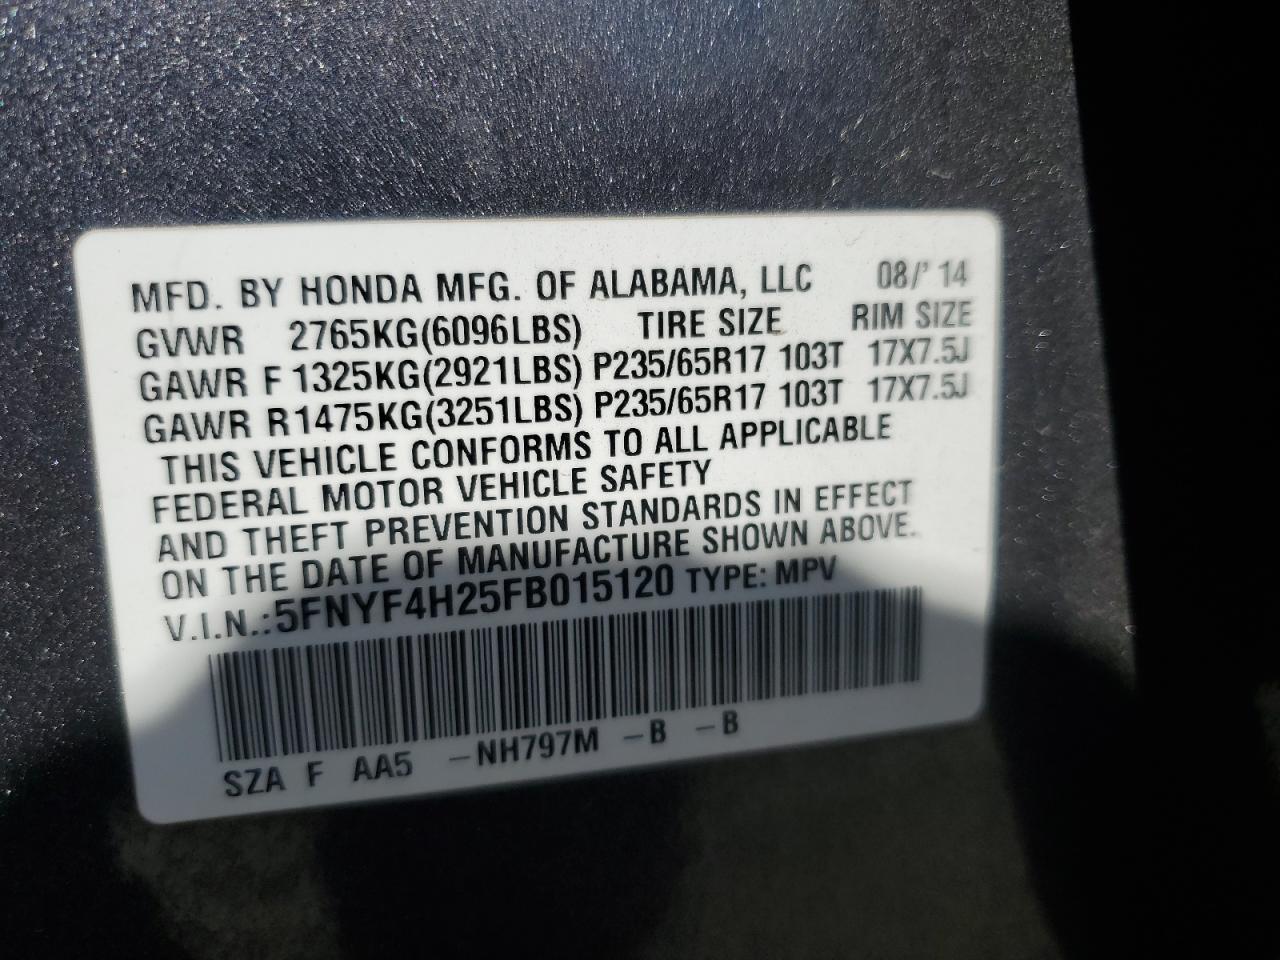 MFD. BY HONDA MFG. OF ALABAMA, LLC 08/' 14
GVWR 2765KG(6096LBS) TIRE SIZE RIM SIZE
GAWR F 1325KG(2921LBS) P235/65R17 103T 17X7.5J
GAWR R1475KG(3251LBS) P235/65R17 103T 17X7.5J
THIS VEHICLE CONFORMS TO ALL APPLICABLE
FEDERAL MOTOR VEHICLE SAFETY
AND THEFT PREVENTION STANDARDS IN EFFECT
ON THE DATE OF MANUFACTURE SHOWN ABOVE.
V.I.N.:5FNYF4H25FB015120 TYPE: MPV
SZA F AA5 -NH797M -B -B